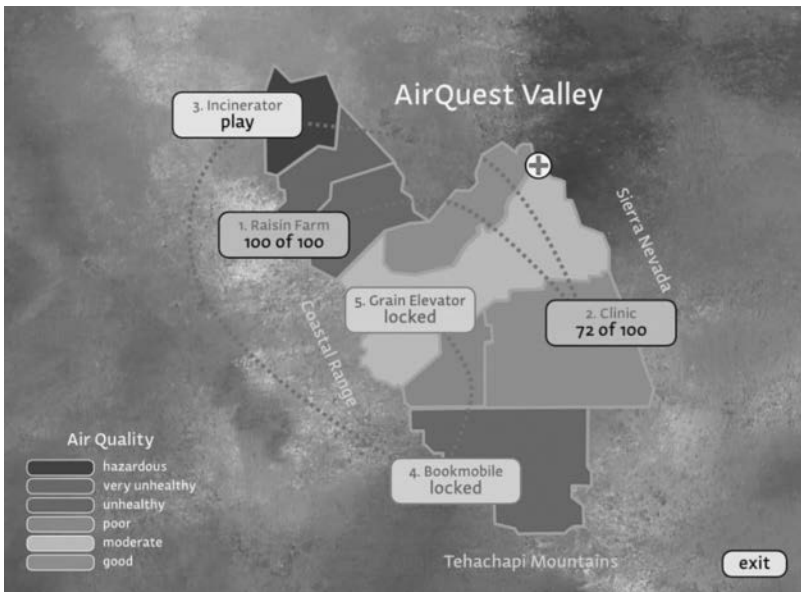 AirQuest Valley
3. Incinerator
play
1. Raisin Farm
100 of 100
Sierra Nevada
5. Grain Elevator
locked
2. Clinic
72 of 100
Coastal Range
4. Bookmobile
locked
Air Quality
hazardous
very unhealthy
unhealthy
poor
moderate
good
Tehachapi Mountains
exit